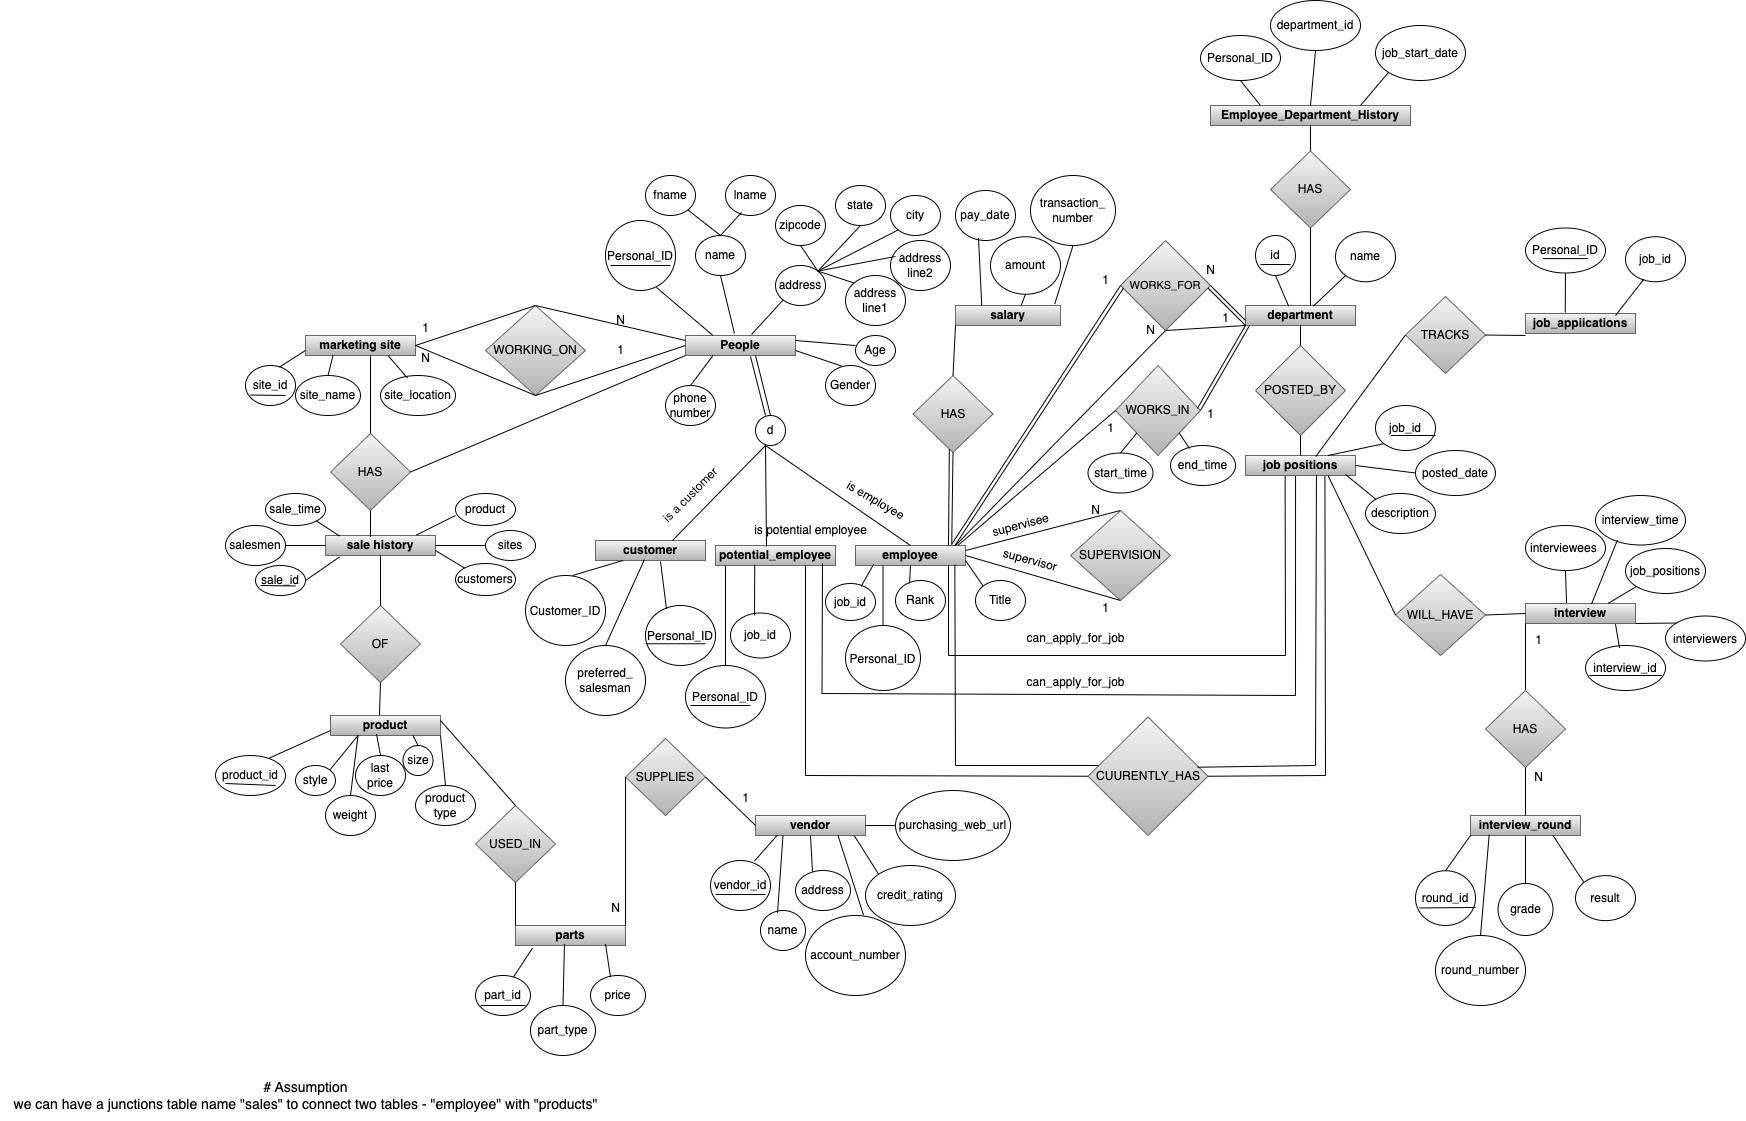 department_id
Personal_ID
job_start_date
Employee_Department_History
HAS
fname
lname
zipcode
state
city
pay_date
transaction_
number
Personal_ID
name
address
address
line2
address
line1
amount
1
WORKS_FOR
N
id
name
Personal_ID
job_id
marketing site
1
N
WORKING_ON
N
1
People
salary
N
1
department
TRACKS
job_appiications
site_id
site_name
site_location
phone
number
Age
Gender
HAS
WORKS_IN
1
1
POSTED_BY
d
HAS
start_time
end_time
job_id
job positions
posted_date
description
is a customer
is employee
is potential employee
sale_time
product
salesmen
sale history
sites
sale_id
customers
customer
potential_employee
employee
supervisee
N
supervisor
1
SUPERVISION
interview_time
interviewees
job_positions
WILL_HAVE
interview
1
interviewers
interview_id
Customer_ID
Personal_ID
preferred_
salesman
job_id
Personal_ID
job_id
Rank
Title
Personal_ID
can_apply_for_job
can_apply_for_job
OF
product
product_id
style
weight
last
price
size
product
type
SUPPLIES
CUURENTLY_HAS
HAS
N
1
vendor
purchasing_web_url
interview_round
USED_IN
vendor_id
address
credit_rating
name
account_number
round_id
grade
result
round_number
N
parts
part_id
price
part_type
# Assumption
we can have a junctions table name "sales" to connect two tables - "employee" with "products"